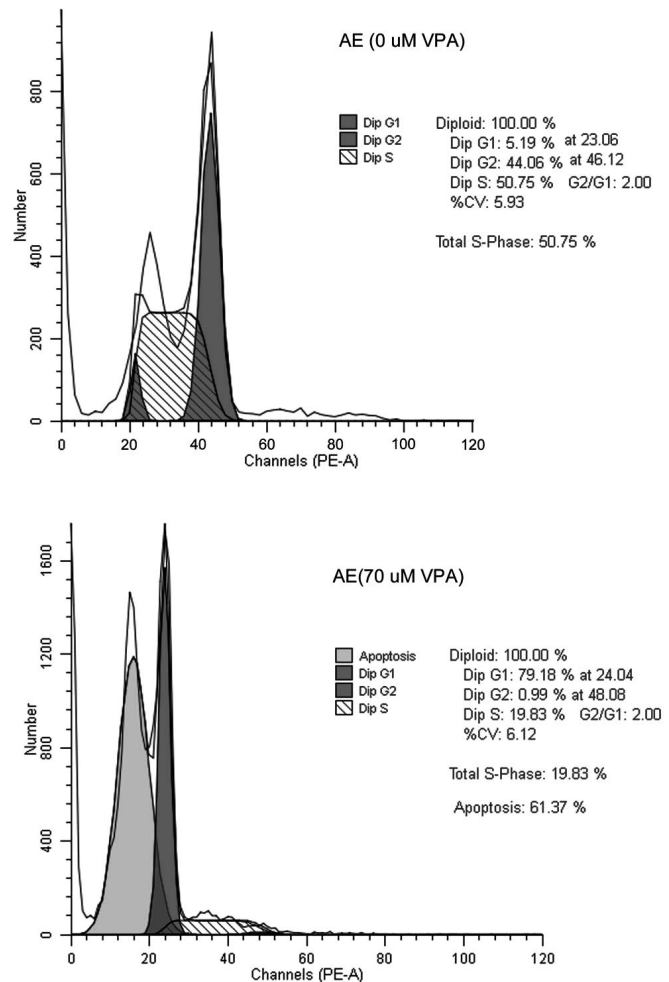 AE (0 uM VPA)
Dip G1
Dip G2
Dip S
Diploid: 100.00 %
Dip G1: 5.19 % at 23.06
Dip G2: 44.06 % at 46.12
Dip S: 50.75 % G2/G1: 2.00
%CV: 5.93
Total S-Phase: 50.75 %
Number
800
600
400
200
0
0 20 40 60 80 100 120
Channels (PE-A)
AE(70 uM VPA)
Apoptosis
Dip G1
Dip G2
Dip S
Diploid: 100.00 %
Dip G1: 79.18 % at 24.04
Dip G2: 0.99 % at 48.08
Dip S: 19.83 % G2/G1: 2.00
%CV: 6.12
Total S-Phase: 19.83 %
Apoptosis: 61.37 %
Number
1600
1200
800
400
0
0 20 40 60 80 100 120
Channels (PE-A)